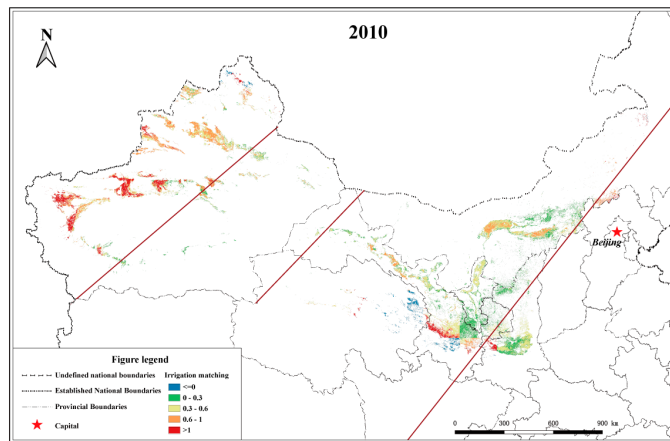 2010
N
Beijing
Figure legend
Undefined national boundaries
Irrigation matching
<=0
Established National Boundaries
0 - 0.3
0.3 - 0.6
Provincial Boundaries
0.6 - 1
Capital
>1
0 300 600 900 km